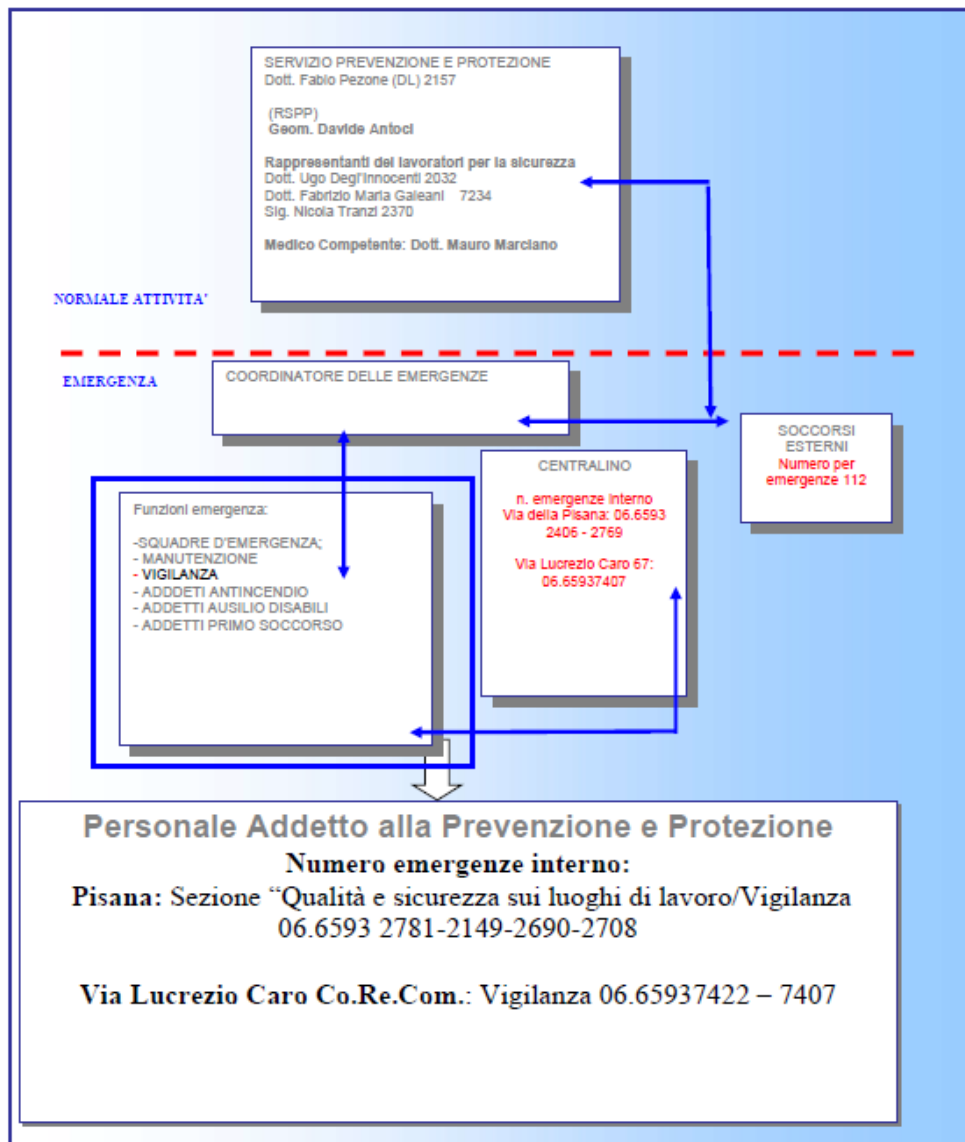 SERVIZIO PREVENZIONE E PROTEZIONE
Dott. Fabio Pezone (DL) 2157
(RSPP)
Geom. Davide Antoci
Rappresentanti dei lavoratori per la sicurezza
Dott. Ugo Degl'Innocenti 2032
Dott. Fabrizio Maria Galeani 7234
Sig. Nicola Tranzi 2370
Medico Competente: Dott. Mauro Marciano
NORMALE ATTIVITA'
EMERGENZA
COORDINATORE DELLE EMERGENZE
SOCCORSI
ESTERNI
Numero per
emergenze 112
CENTRALINO
n. emergenze interno
Via della Pisana: 06.6593
2406 - 2769
Via Lucrezio Caro 67:
06.65937407
Funzioni emergenza:
-SQUADRE D'EMERGENZA;
- MANUTENZIONE
- VIGILANZA
- ADDDETI ANTINCENDIO
- ADDETTI AUSILIO DISABILI
- ADDETTI PRIMO SOCCORSO
Personale Addetto alla Prevenzione e Protezione
Numero emergenze interno:
Pisana: Sezione “Qualità e sicurezza sui luoghi di lavoro/Vigilanza
06.6593 2781-2149-2690-2708
Via Lucrezio Caro Co.Re.Com.: Vigilanza 06.65937422 – 7407